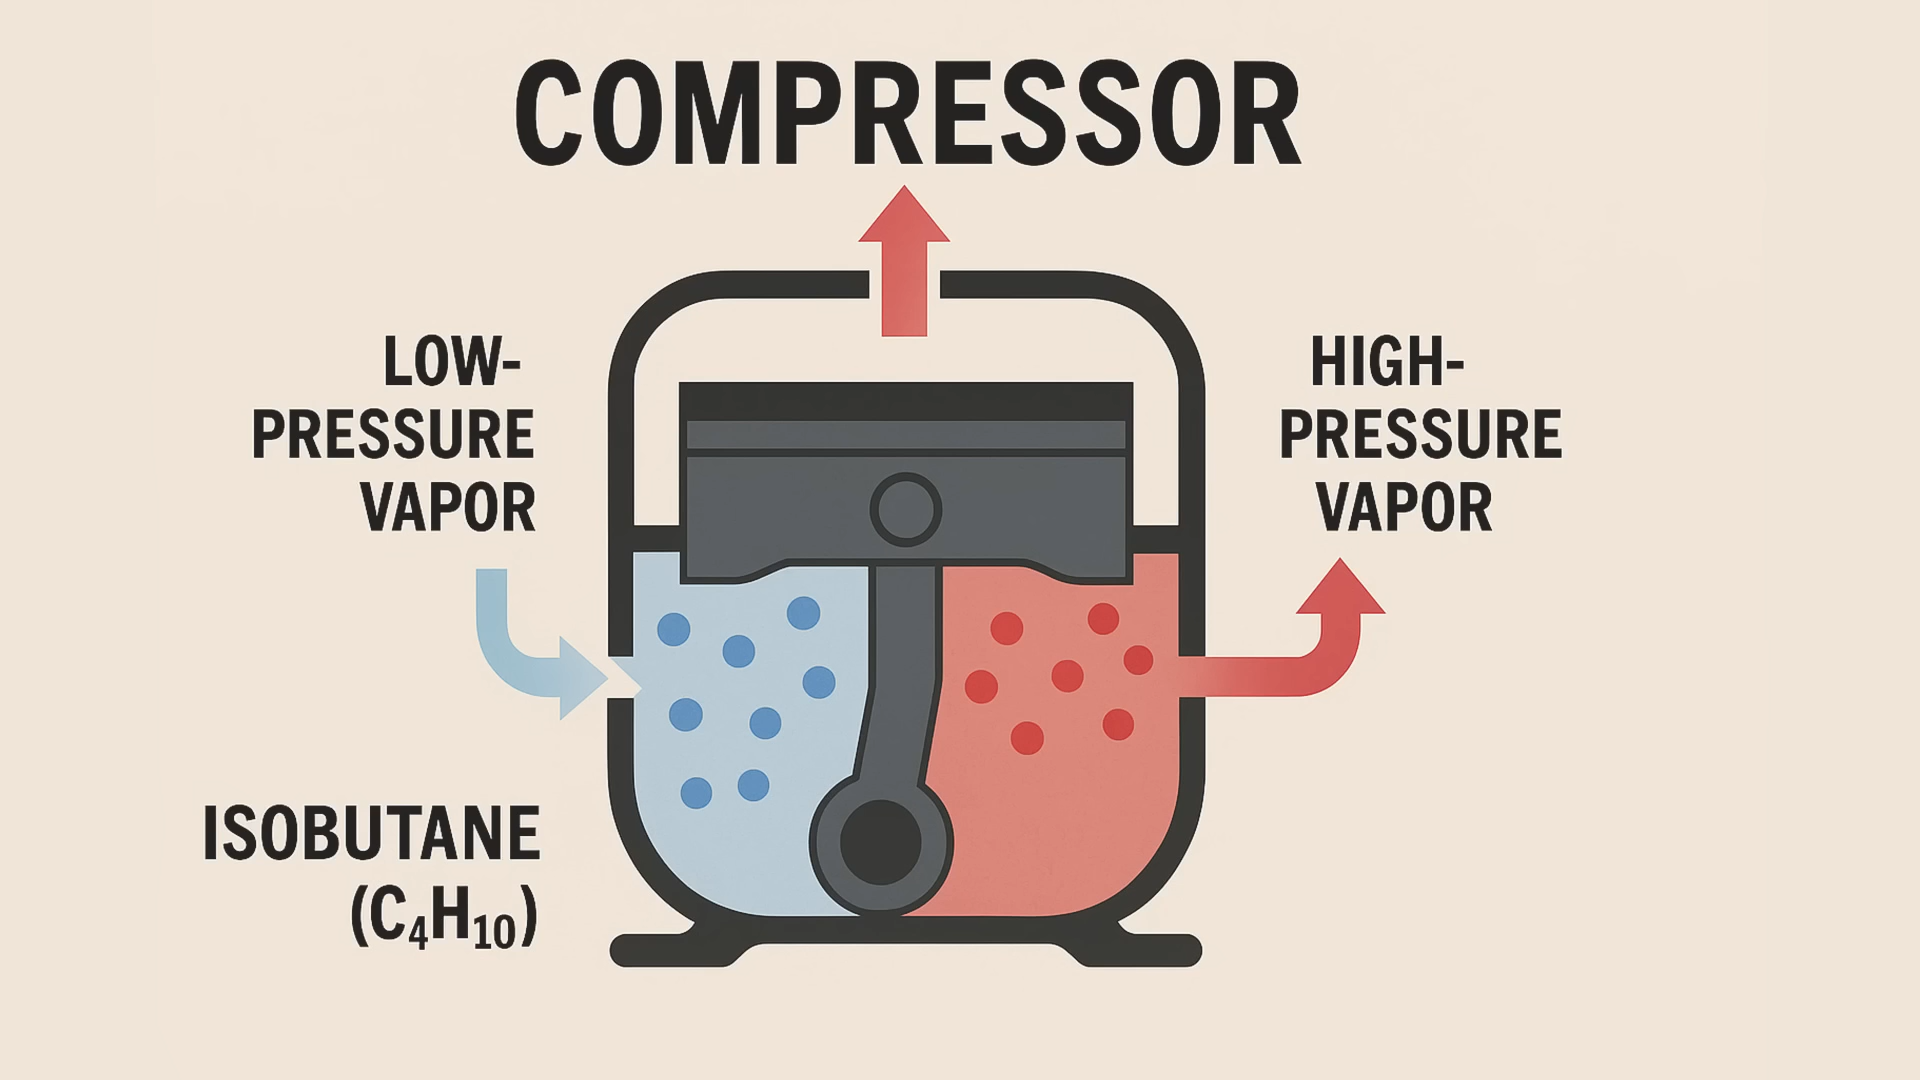 COMPRESSOR
LOW-
PRESSURE
VAPOR
HIGH-
PRESSURE
VAPOR
ISOBUTANE
(C₄H₁₀)